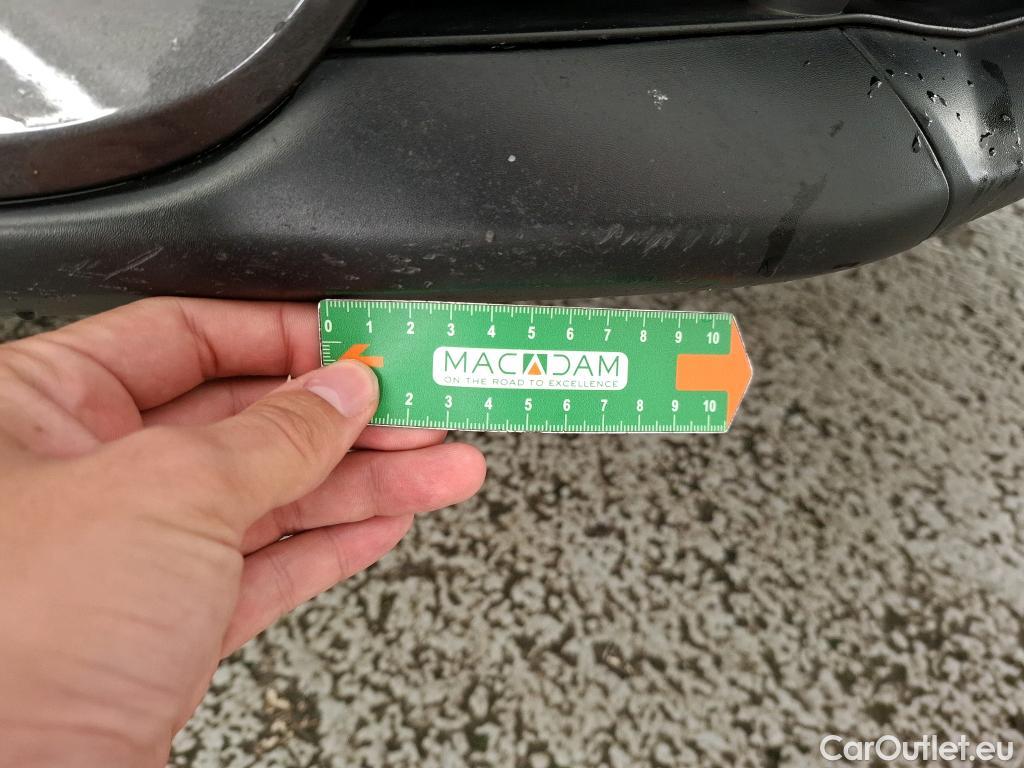 0 1 2 3 4 5 6 7 8 9 10
MACADAM
ON THE ROAD TO EXCELLENCE
2 3 4 5 6 7 8 9 10
CarOutlet.eu